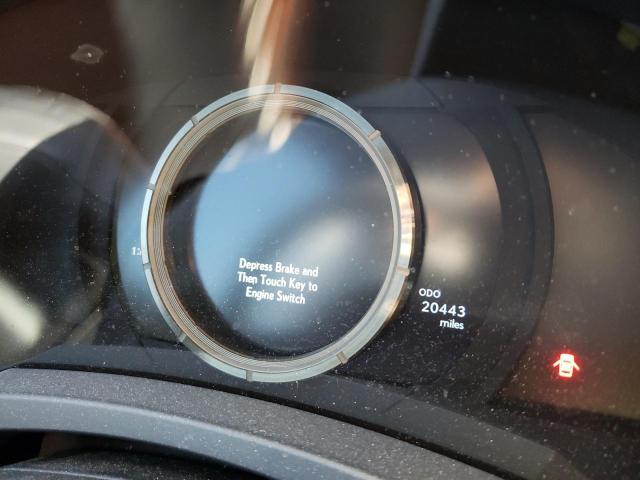 Depress Brake and
Then Touch Key to
Engine Switch
ODO
20443
miles